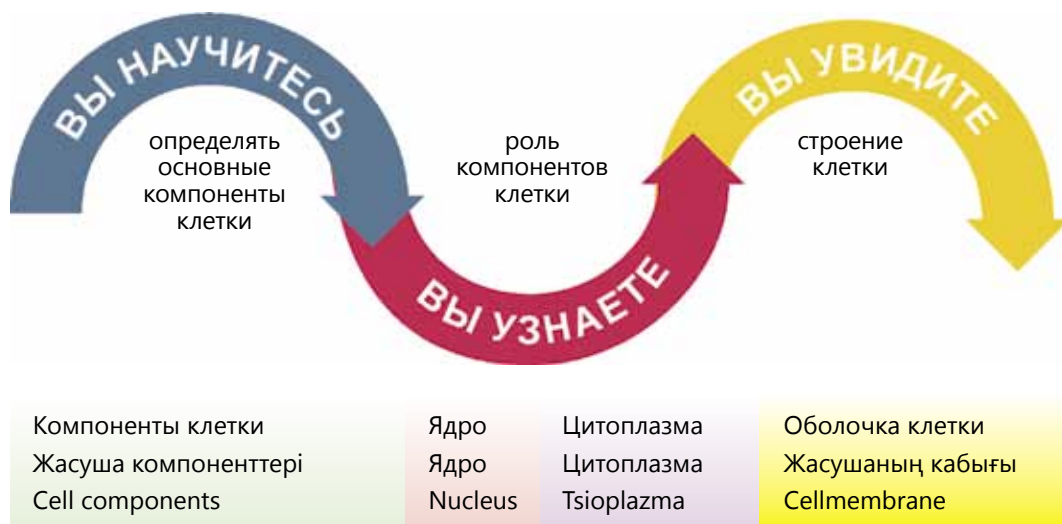 ВЫ НАУЧИТЕСЬ
определять
основные
компоненты
клетки
ВЫ УЗНАЕТЕ
роль
компонентов
клетки
ВЫ УВИДИТЕ
строение
клетки
Компоненты клетки Ядро Цитоплазма Оболочка клетки
Жасуша компоненттері Ядро Цитоплазма Жасушаның кабығы
Cell components Nucleus Tsioplazma Cellmembrane